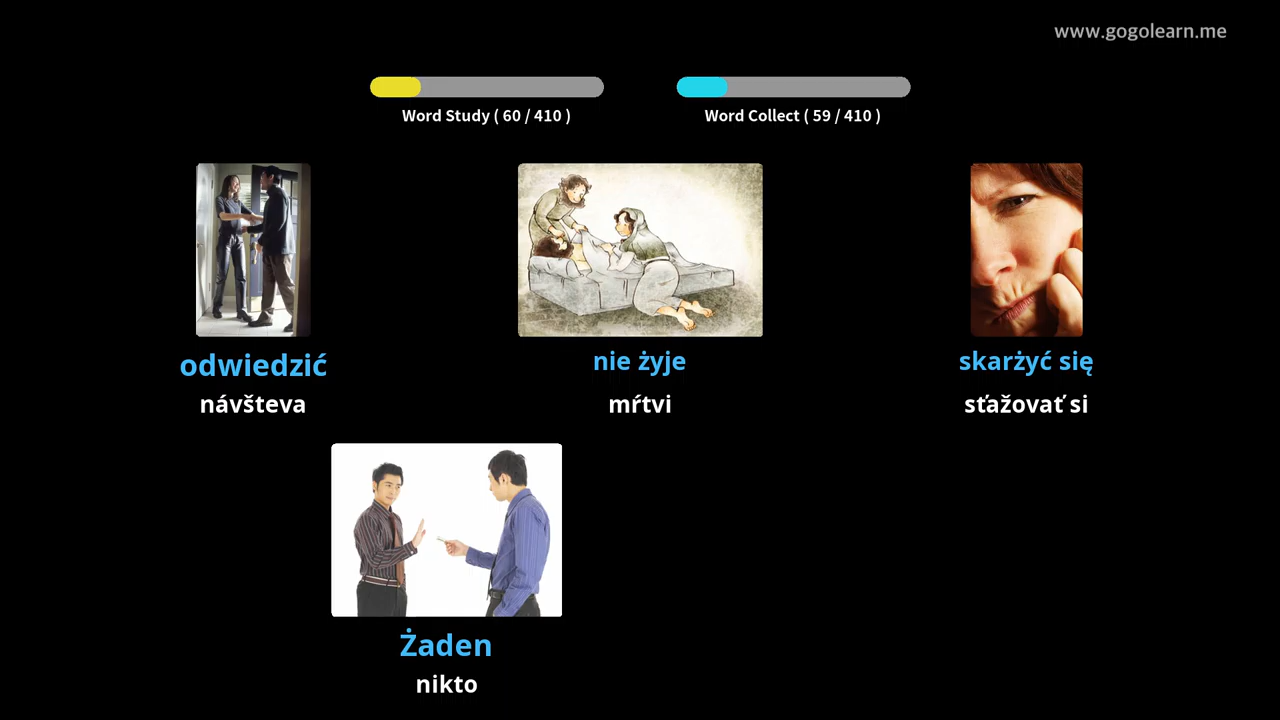 www.gogolearn.me
Word Study ( 60 / 410 )
Word Collect ( 59 / 410 )
odwiedzić
návšteva
nie żyje
mŕtvi
skarżyć się
sťažovať si
Żaden
nikto